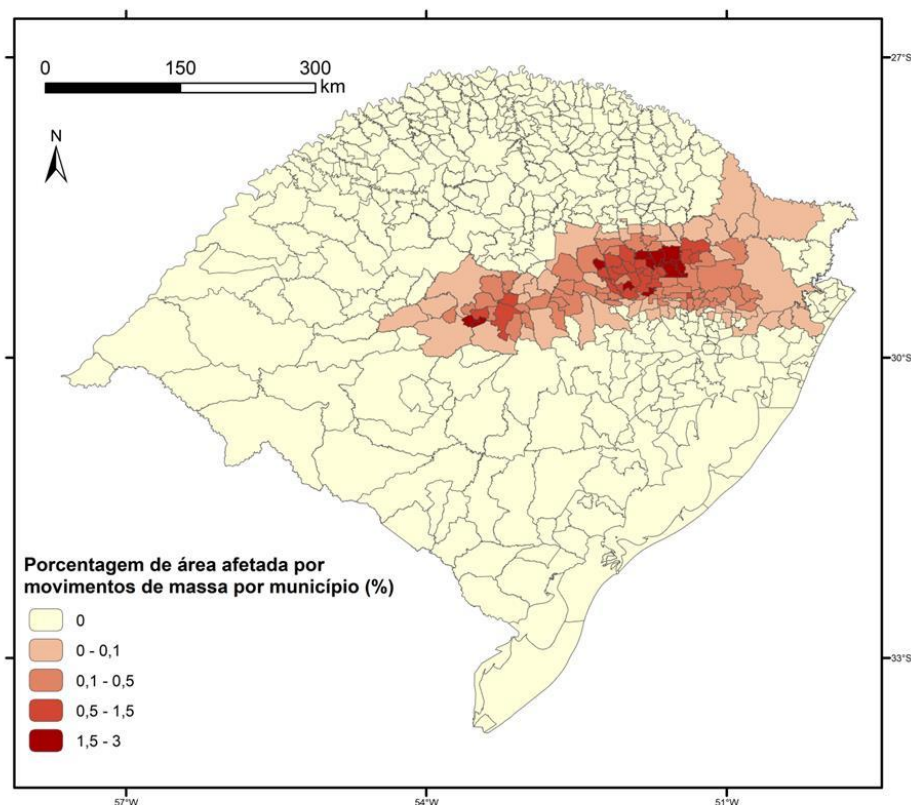 0 150 300
km
27°S
N
30°S
Porcentagem de área afetada por
movimentos de massa por município (%)
0
0 - 0,1
0,1 - 0,5
33°S
0,5 - 1,5
1,5 - 3
57°W 54°W 51°W